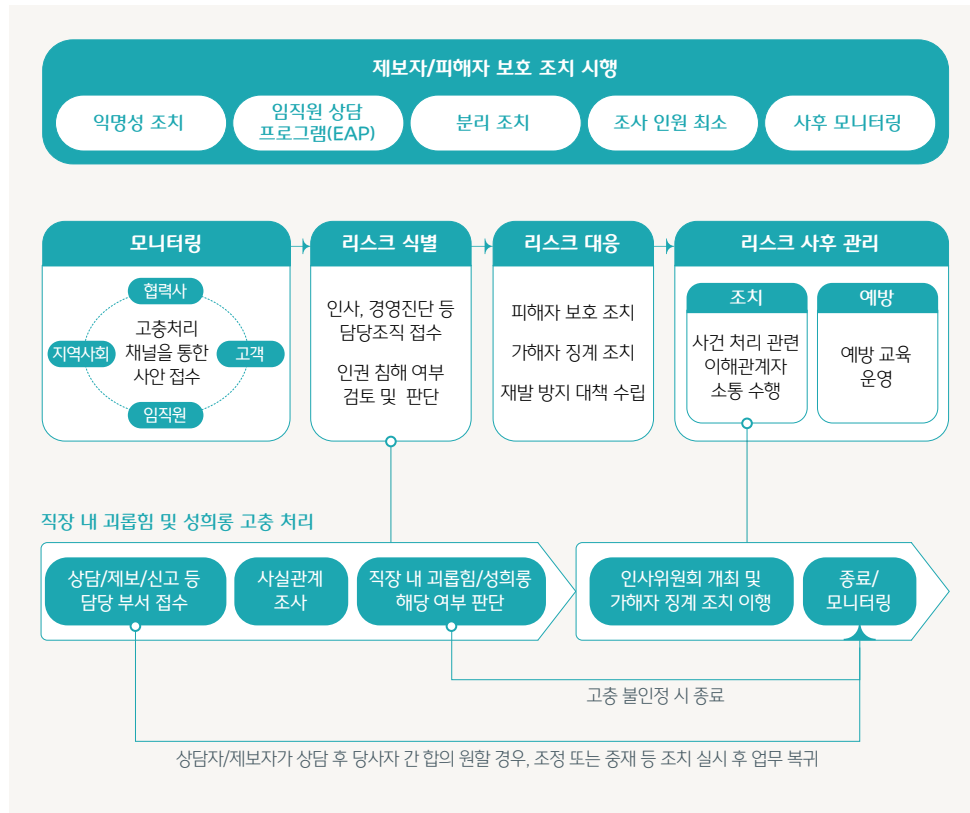 제보자/피해자 보호 조치 시행
익명성 조치
임직원 상담
프로그램(EAP)
분리 조치
조사 인원 최소
사후 모니터링
모니터링
협력사
지역사회
고충처리
채널을 통한
사안 접수
고객
임직원
리스크 식별
인사, 경영진단 등
담당조직 접수
인권 침해 여부
검토 및 판단
리스크 대응
피해자 보호 조치
가해자 징계 조치
재발 방지 대책 수립
리스크 사후 관리
조치
사건 처리 관련
이해관계자
소통 수행
예방
예방 교육
운영
직장 내 괴롭힘 및 성희롱 고충 처리
상담/제보/신고 등
담당 부서 접수
사실관계
조사
직장 내 괴롭힘/성희롱
해당 여부 판단
인사위원회 개최 및
가해자 징계 조치 이행
종료/
모니터링
고충 불인정 시 종료
상담자/제보자가 상담 후 당사자 간 합의 원할 경우, 조정 또는 중재 등 조치 실시 후 업무 복귀